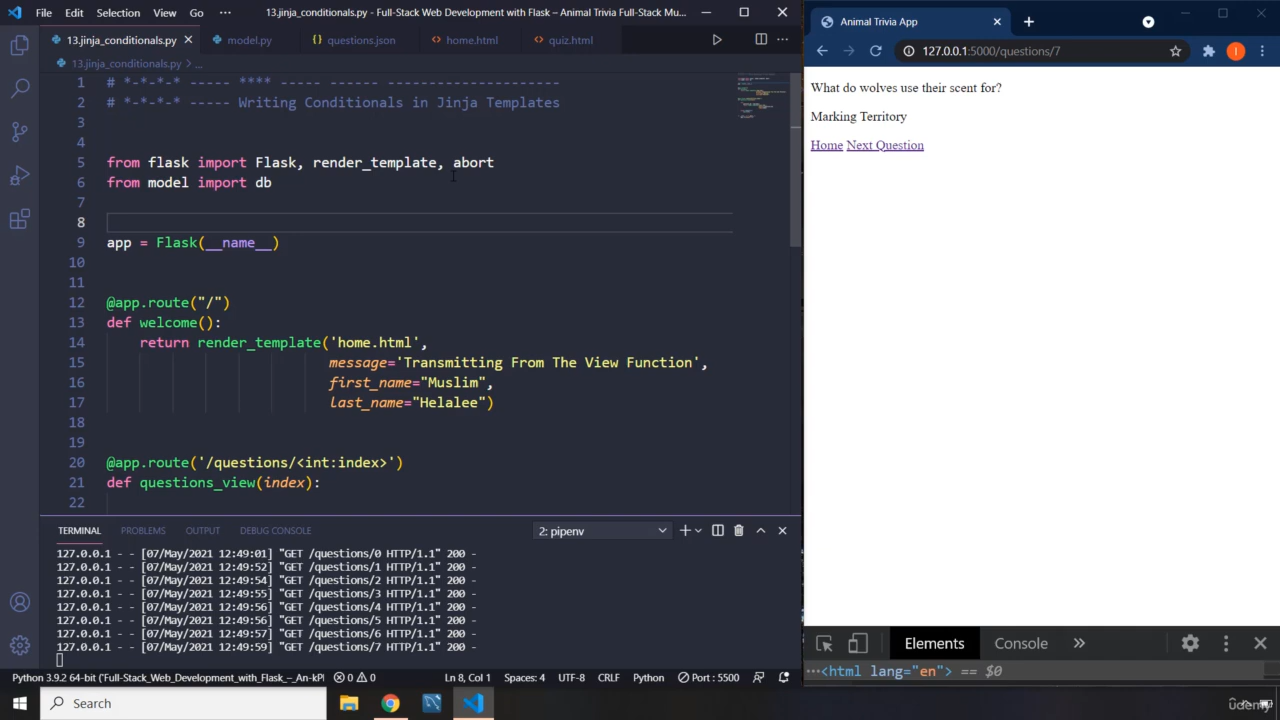 File Edit Selection View Go ··· 13.jinja_conditionals.py - Full-Stack Web Development with Flask – Animal Trivia Full-Stack Mu...
13.jinja_conditionals.py model.py questions.json home.html quiz.html
13.jinja_conditionals.py > ...
1 # *-*-*-* ----- **** ----- ------ ----------------------
2 # *-*-*-* ----- Writing Conditionals in Jinja Templates
3
4
5 from flask import Flask, render_template, abort
6 from model import db
7
8
9 app = Flask(__name__)
10
11
12 @app.route("/")
13 def welcome():
14 return render_template('home.html',
15 message='Transmitting From The View Function',
16 first_name="Muslim",
17 last_name="Helalee")
18
19
20 @app.route('/questions/<int:index>')
21 def questions_view(index):
22
TERMINAL PROBLEMS OUTPUT DEBUG CONSOLE 2: pipenv
127.0.0.1 - - [07/May/2021 12:49:01] "GET /questions/0 HTTP/1.1" 200 -
127.0.0.1 - - [07/May/2021 12:49:52] "GET /questions/1 HTTP/1.1" 200 -
127.0.0.1 - - [07/May/2021 12:49:54] "GET /questions/2 HTTP/1.1" 200 -
127.0.0.1 - - [07/May/2021 12:49:55] "GET /questions/3 HTTP/1.1" 200 -
127.0.0.1 - - [07/May/2021 12:49:56] "GET /questions/4 HTTP/1.1" 200 -
127.0.0.1 - - [07/May/2021 12:49:56] "GET /questions/5 HTTP/1.1" 200 -
127.0.0.1 - - [07/May/2021 12:49:57] "GET /questions/6 HTTP/1.1" 200 -
127.0.0.1 - - [07/May/2021 12:49:59] "GET /questions/7 HTTP/1.1" 200 -
Python 3.9.2 64-bit 0 0 Ln 8, Col 1 Spaces: 4 UTF-8 CRLF Python Port : 5500
Search
Animal Trivia App
127.0.0.1:5000/questions/7
I
What do wolves use their scent for?
Marking Territory
Home Next Question
Elements Console »
···<html lang="en"> == $0
udemy